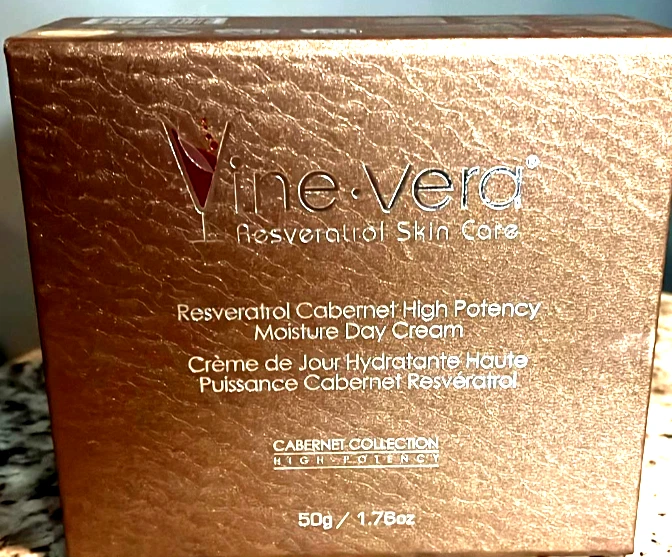 Vine·vera®
Resveratrol Skin Care
Resveratrol Cabernet High Potency
Moisture Day Cream
Crème de Jour Hydratante Haute
Puissance Cabernet Resvératrol
CABERNET COLLECTION
HIGH-POTENCY
50g / 1.76oz